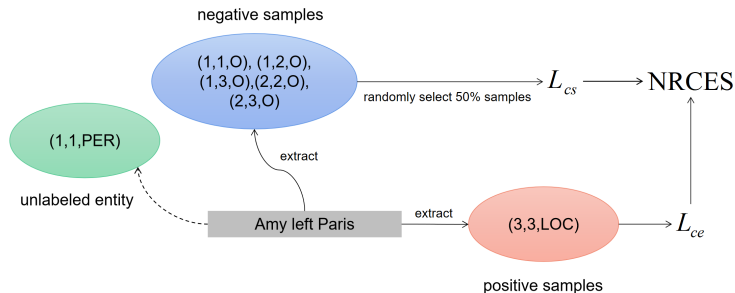 negative samples
(1,1,O), (1,2,O),
(1,3,O),(2,2,O),
(2,3,O)
randomly select 50% samples
L_cs
NRCES
(1,1,PER)
unlabeled entity
extract
Amy left Paris
extract
(3,3,LOC)
L_ce
positive samples